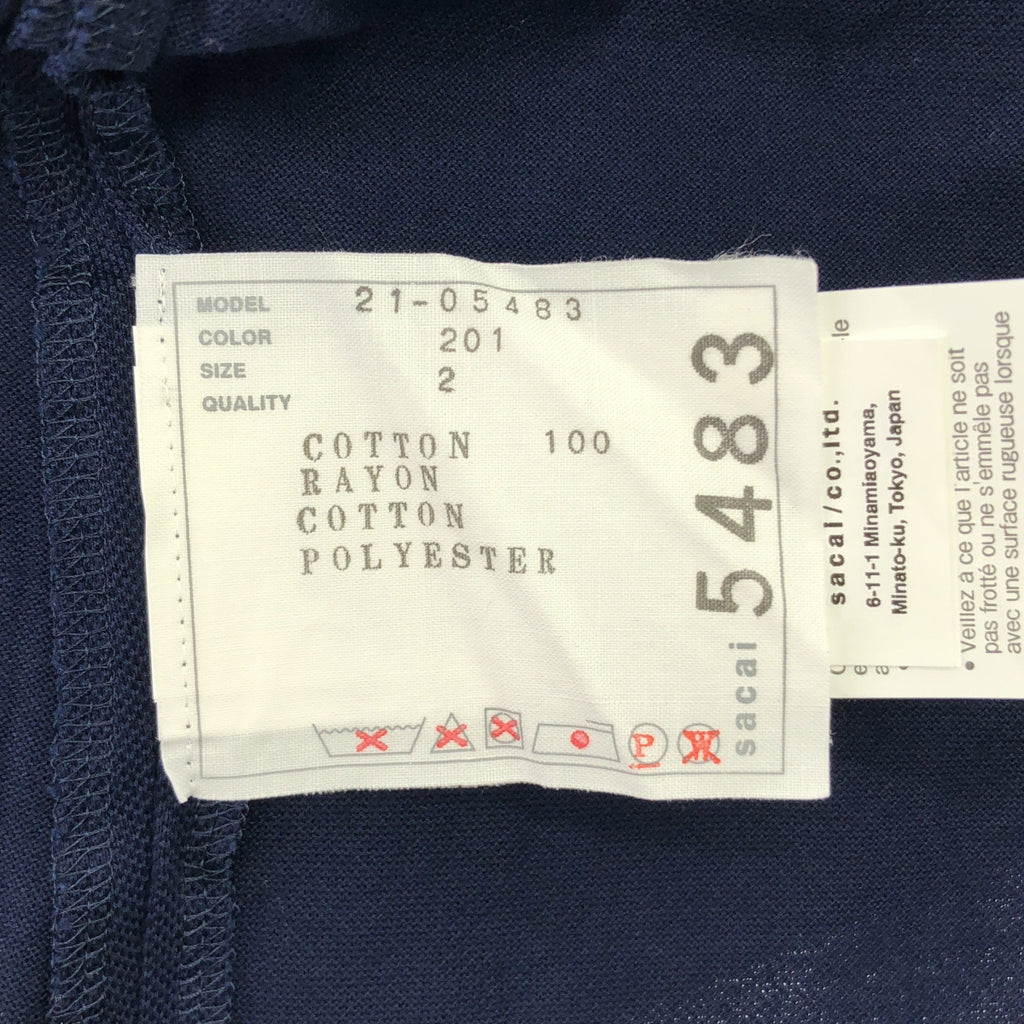 MODEL 21-05483
COLOR 201
SIZE 2
QUALITY
COTTON 100
RAYON
COTTON
POLYESTER
P
W
sacai 5483
le
sacai/co.,ltd.
6-11-1 Minamiaoyama,
Minato-ku, Tokyo, Japan
• Veillez à ce que l'article ne soit
pas frotté ou ne s'emmêle pas
avec une surface rugueuse lorsque